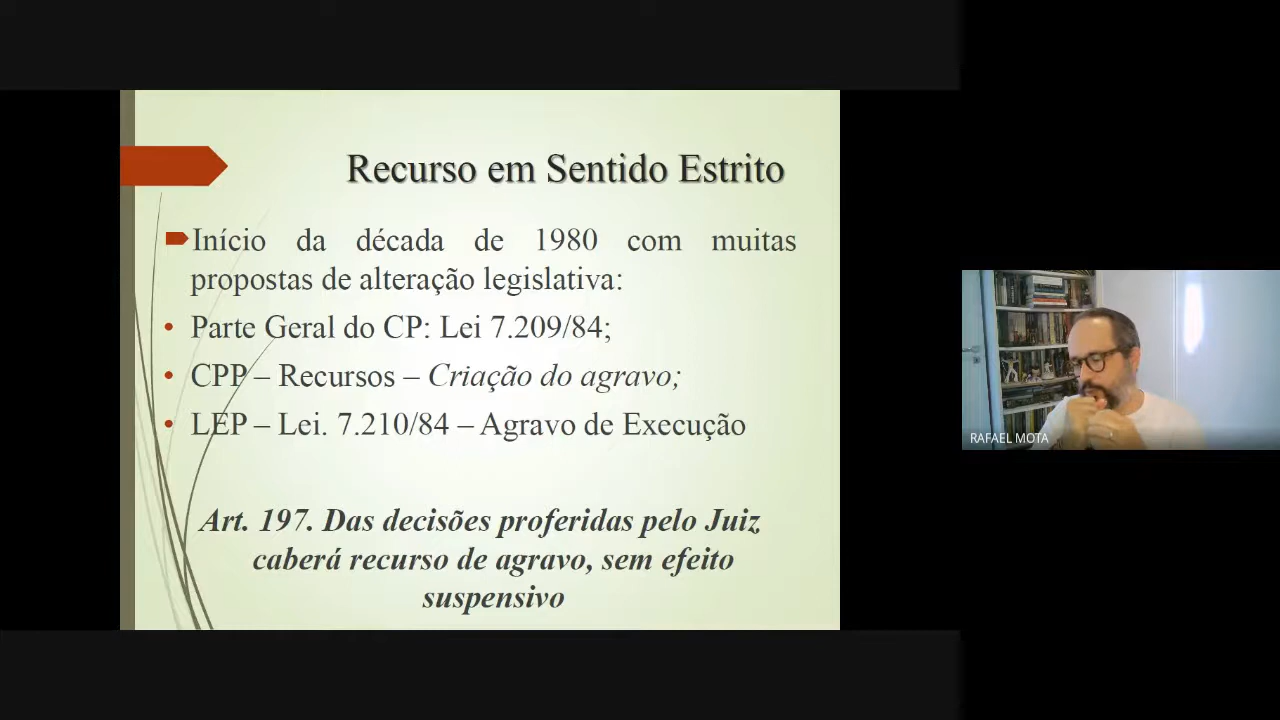 Recurso em Sentido Estrito
Início da década de 1980 com muitas
propostas de alteração legislativa:
• Parte Geral do CP: Lei 7.209/84;
• CPP – Recursos – Criação do agravo;
• LEP – Lei. 7.210/84 – Agravo de Execução
Art. 197. Das decisões proferidas pelo Juiz
caberá recurso de agravo, sem efeito
suspensivo
RAFAEL MOTA